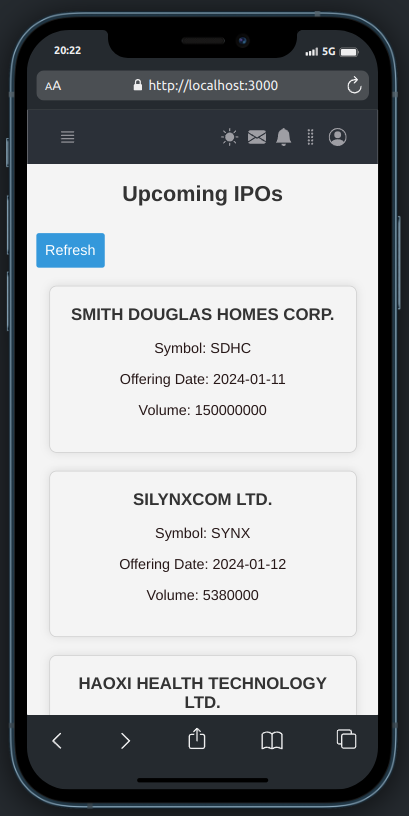 20:22
5G
AA
http://localhost:3000
Upcoming IPOs
Refresh
SMITH DOUGLAS HOMES CORP.
Symbol: SDHC
Offering Date: 2024-01-11
Volume: 150000000
SILYNXCOM LTD.
Symbol: SYNX
Offering Date: 2024-01-12
Volume: 5380000
HAOXI HEALTH TECHNOLOGY
LTD.